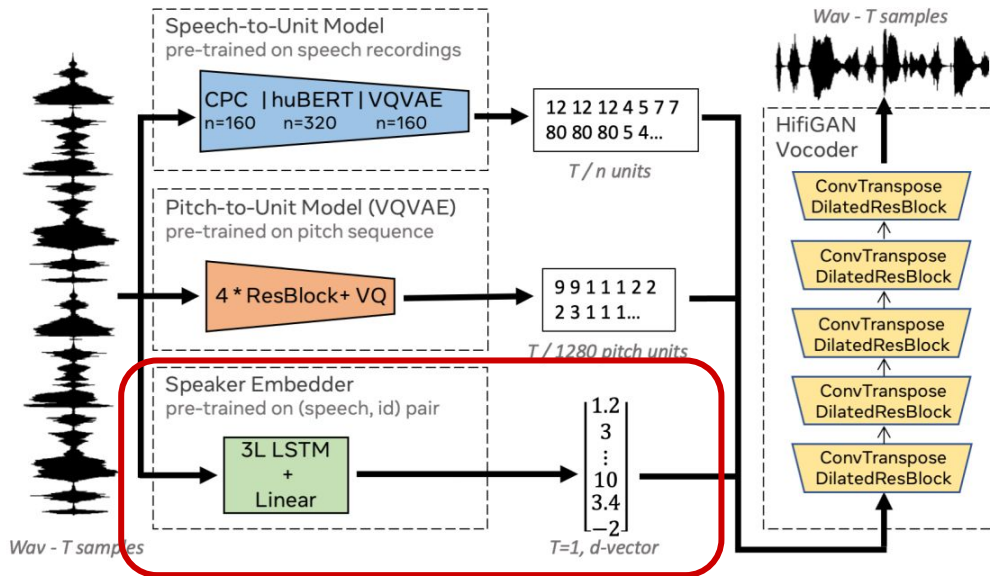 Speech-to-Unit Model
pre-trained on speech recordings
CPC | huBERT | VQVAE
n=160 n=320 n=160
12 12 12 4 5 7 7
80 80 80 5 4...
T / n units
Pitch-to-Unit Model (VQVAE)
pre-trained on pitch sequence
4 * ResBlock+ VQ
9 9 1 1 1 2 2
2 3 1 1 1...
T / 1280 pitch units
Speaker Embedder
pre-trained on (speech, id) pair
3L LSTM
+
Linear
1.2
3
⋮
10
3.4
−2
T=1, d-vector
Wav - T samples
Wav - T samples
HifiGAN
Vocoder
ConvTranspose
DilatedResBlock
ConvTranspose
DilatedResBlock
ConvTranspose
DilatedResBlock
ConvTranspose
DilatedResBlock
ConvTranspose
DilatedResBlock